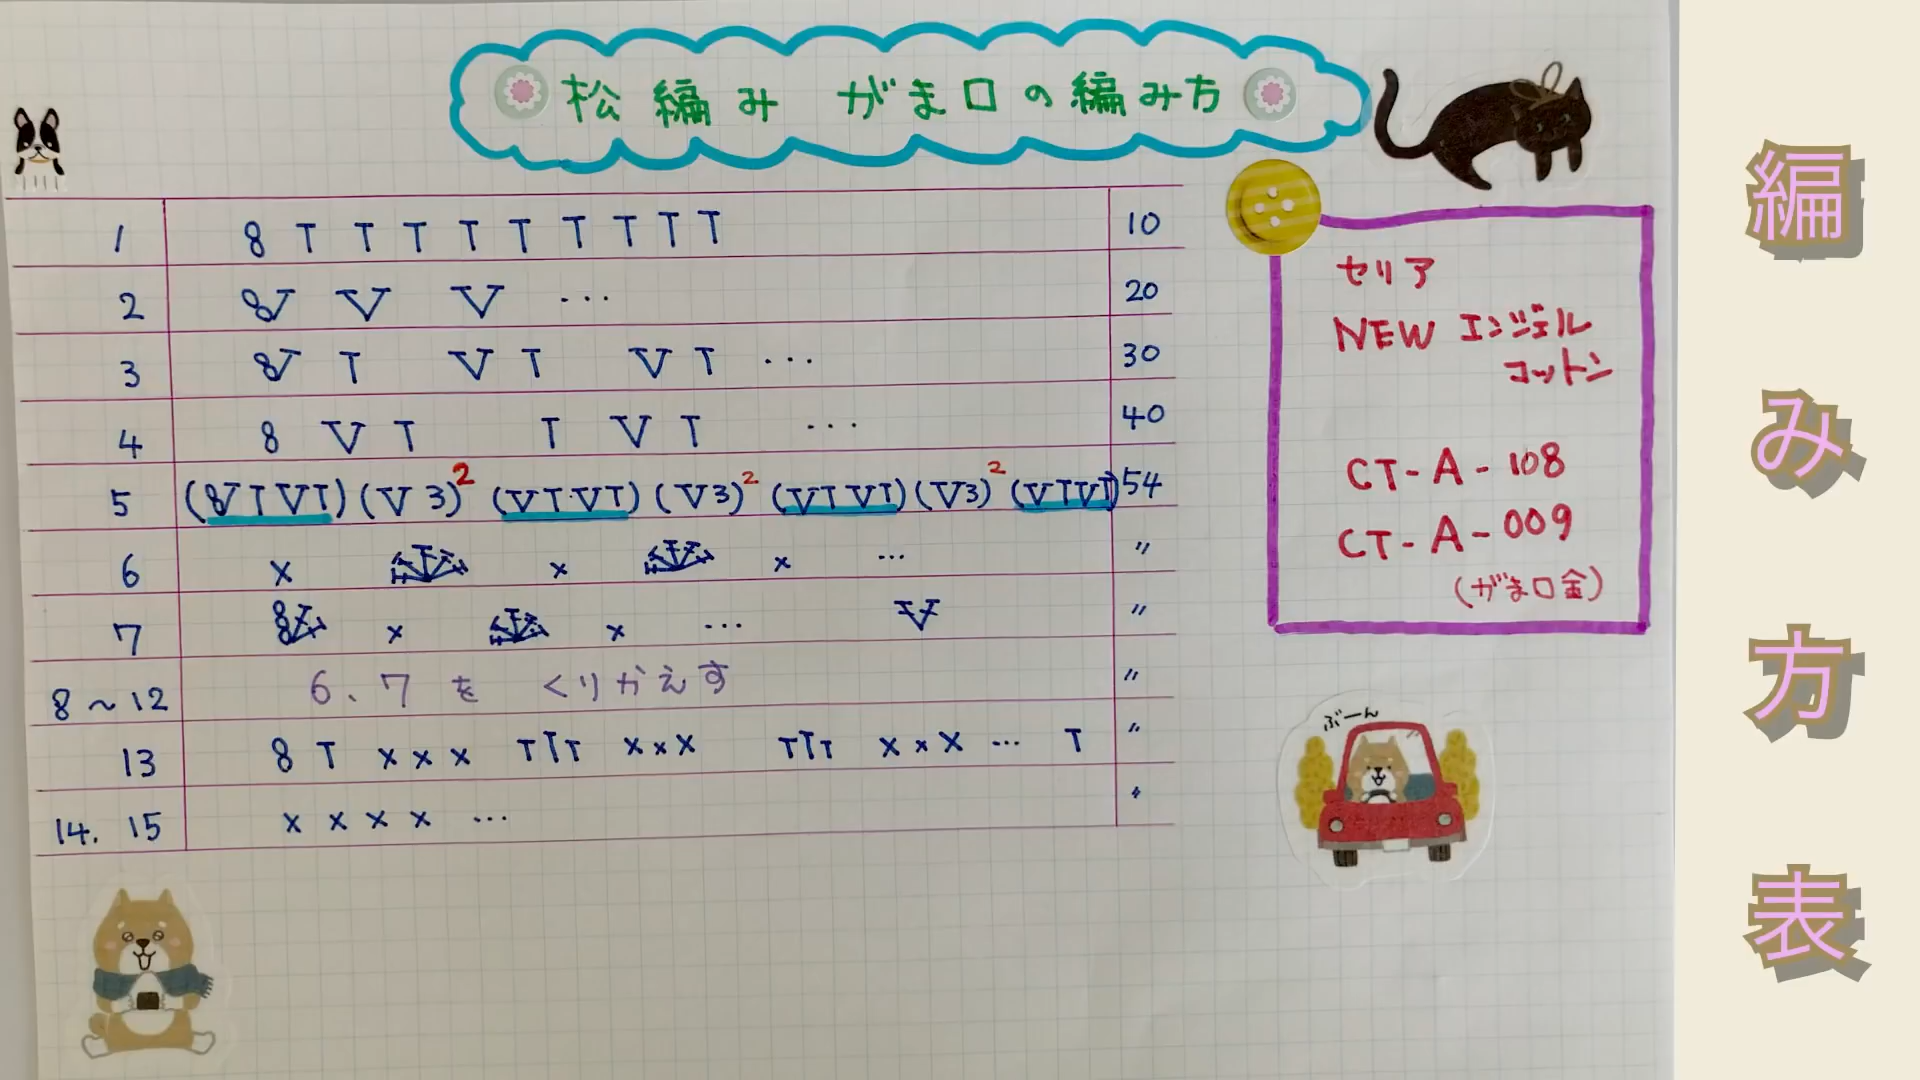 松編み がま口の編み方
1 8 T T T T T T T T T 10
2 8V V V ... 20
3 8V T V T V T ... 30
4 8 V T T V T ... 40
5 (8V T V T) (V 3)² (V T V T) (V 3)² (V T V T) (V 3)² (V T V T) 54
6 x x x ... 〃
7 x x ... 〃
8～12 6、7を くりかえす 〃
13 8 T x x x T T T x x x T T T x x x ... T 〃
14. 15 x x x x ... 〃
セリア
NEW エンジェル
コットン
CT-A-108
CT-A-009
(がま口金)
ぶーん
編み方表